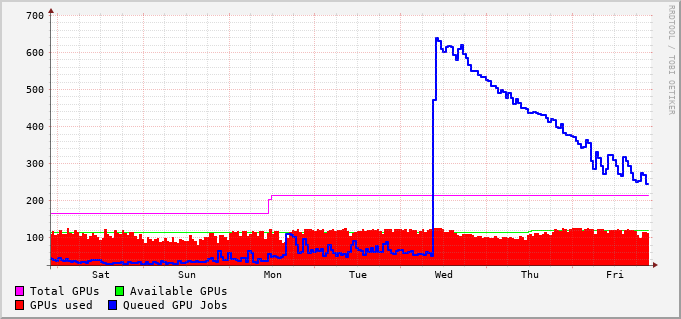 700
600
500
400
300
200
100
Sat Sun Mon Tue Wed Thu Fri
Total GPUs Available GPUs
GPUs used Queued GPU Jobs
RRDTOOL / TOBI OETIKER